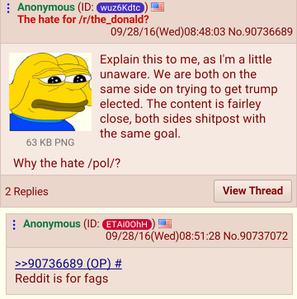 Anonymous (ID: wuz6Kdtc)
The hate for /r/the_donald?
09/28/16(Wed)08:48:03 No.90736689
Explain this to me, as I'm a little
unaware. We are both on the
same side on trying to get trump
elected. The content is fairley
close, both sides shitpost with
the same goal.
63 KB PNG
Why the hate /pol/?
2 Replies
View Thread
Anonymous (ID: ETAi0OhH)
09/28/16(Wed)08:51:28 No.90737072
>>90736689 (OP) #
Reddit is for fags